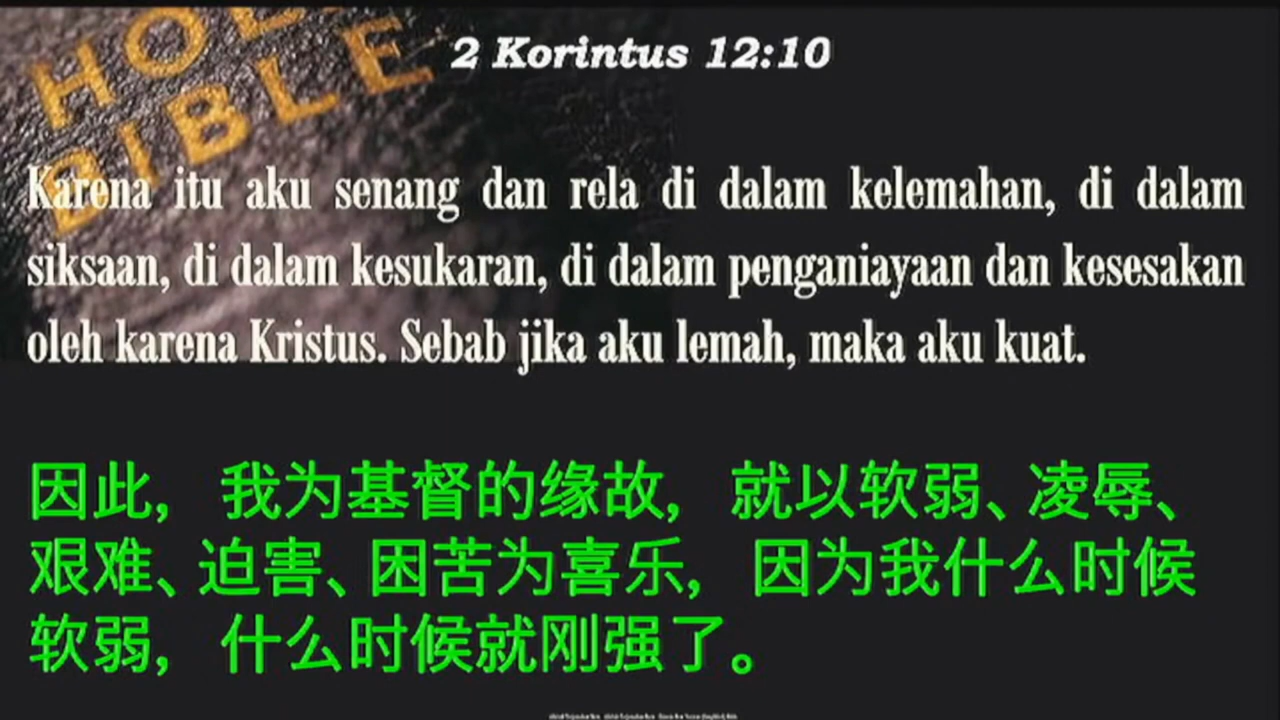 HOLY
BIBLE
2 Korintus 12:10
Karena itu aku senang dan rela di dalam kelemahan, di dalam
siksaan, di dalam kesukaran, di dalam penganiayaan dan kesesakan
oleh karena Kristus. Sebab jika aku lemah, maka aku kuat.
因此, 我为基督的缘故, 就以软弱、凌辱、
艰难、迫害、困苦为喜乐, 因为我什么时候
软弱, 什么时候就刚强了。